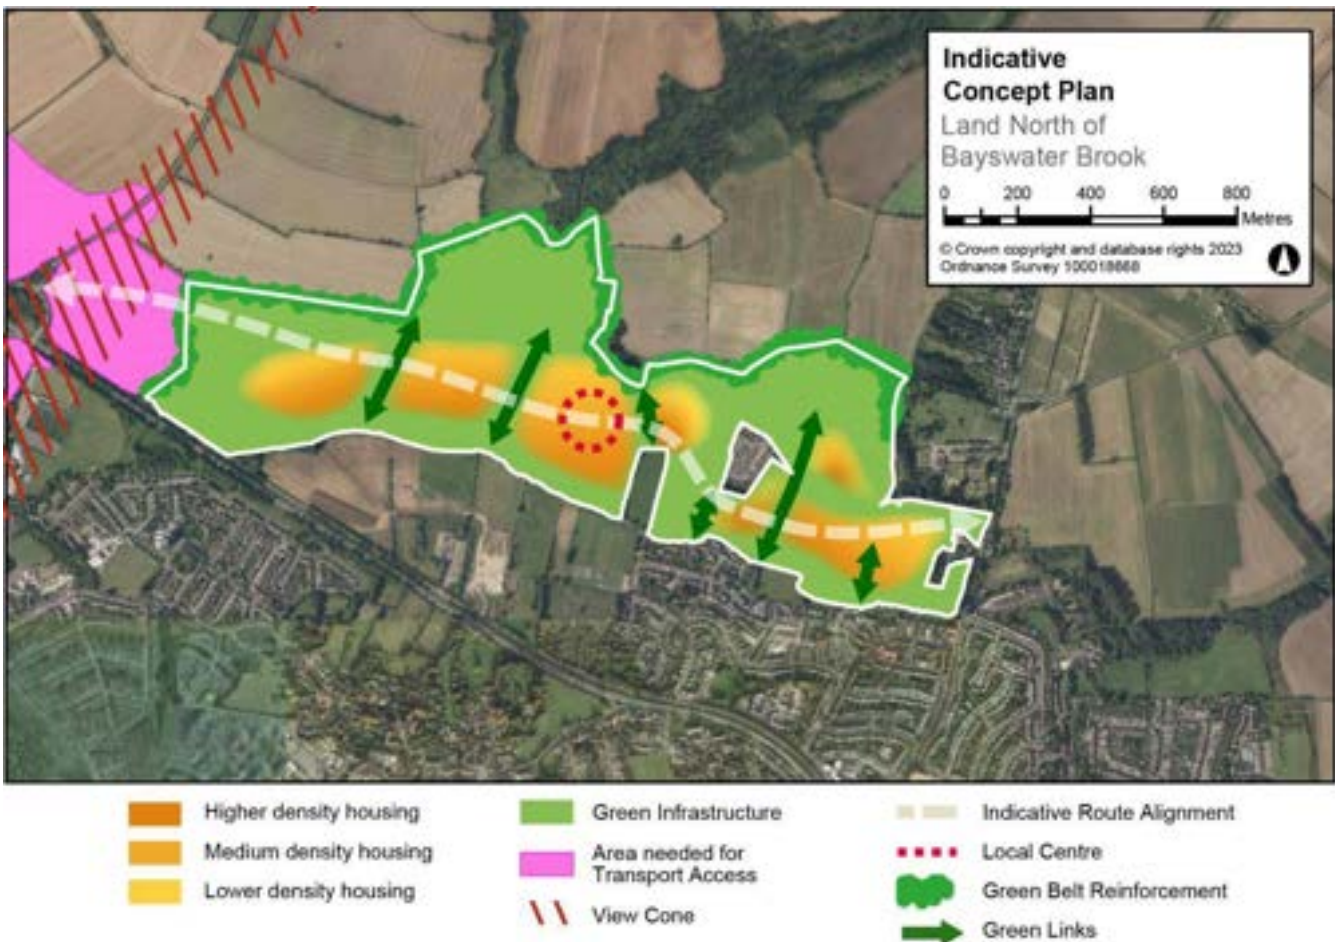 Indicative
Concept Plan
Land North of
Bayswater Brook
0 200 400 600 800
Metres
© Crown copyright and database rights 2023
Ordnance Survey 100018668
Higher density housing
Medium density housing
Lower density housing
Green Infrastructure
Area needed for
Transport Access
View Cone
Indicative Route Alignment
Local Centre
Green Belt Reinforcement
Green Links